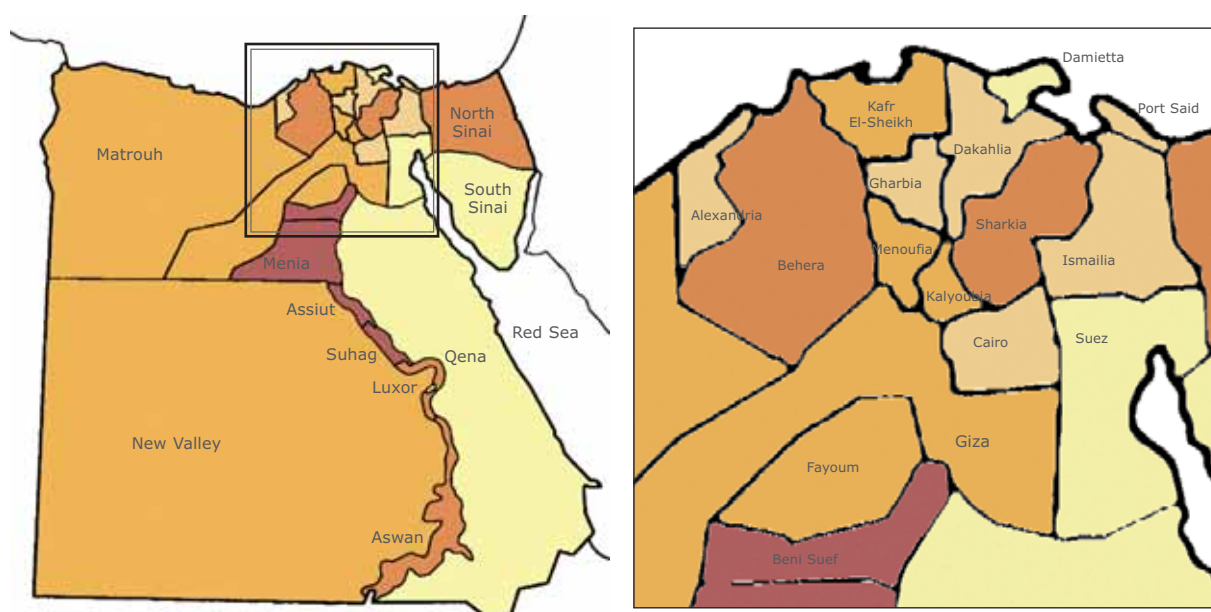 Matrouh
North
Sinai
South
Sinai
Menia
Assiut
Red Sea
Suhag
Qena
Luxor
New Valley
Aswan
Damietta
Port Said
Kafr
El-Sheikh
Dakahlia
Gharbia
Alexandria
Sharkia
Menoufia
Behera
Ismailia
Kalyoubia
Cairo
Suez
Giza
Fayoum
Beni Suef